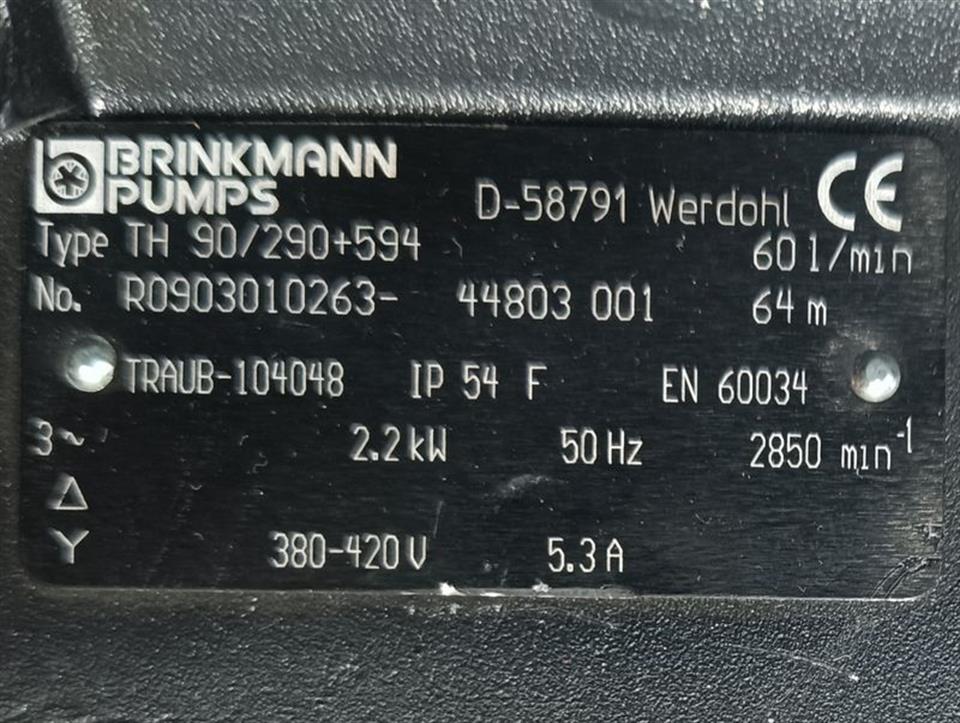 BRINKMANN
PUMPS
D-58791 Werdohl CE
Type TH 90/290+594 60 l/min
No. R0903010263- 44803 001 64 m
TRAUB-104048 IP 54 F EN 60034
3~ 2.2 kW 50 Hz 2850 min⁻¹
Δ
Y 380-420 V 5.3 A